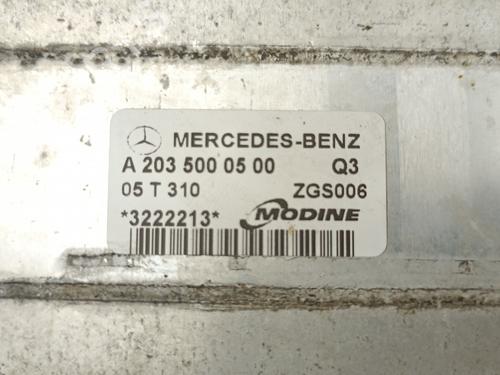 MERCEDES-BENZ
A 203 500 05 00 Q3
05 T 310 ZGS006
*3222213* MODINE